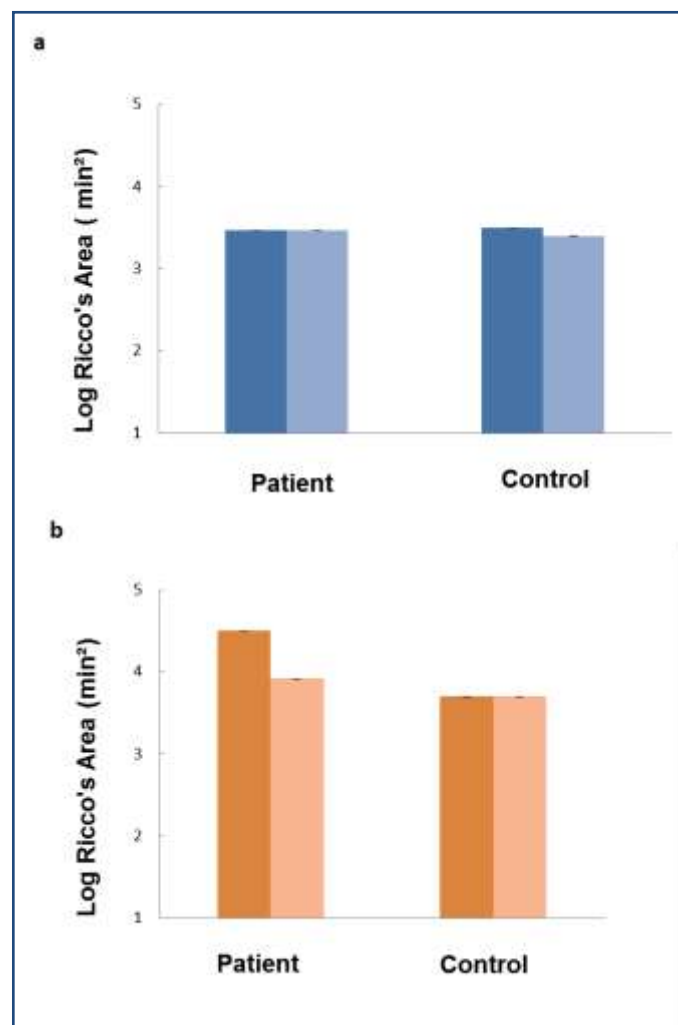 a
Log Ricco's Area ( min²)
5
4
3
2
1
Patient
Control
b
Log Ricco's Area (min²)
5
4
3
2
1
Patient
Control